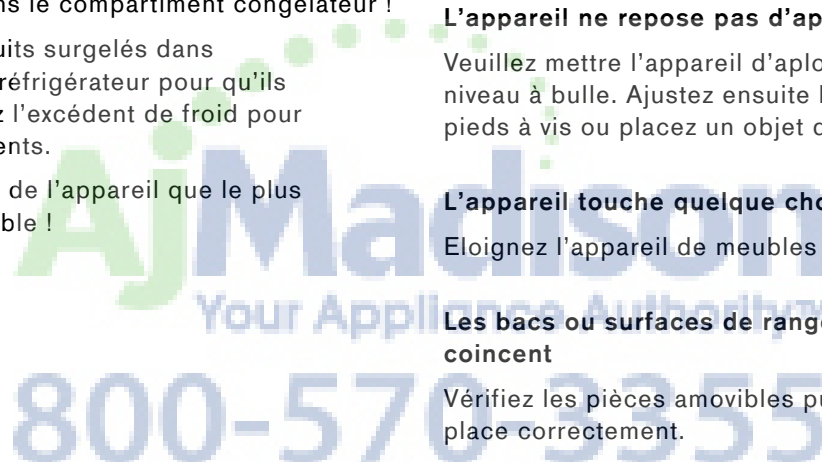 ns le compartiment congélateur !
uits surgelés dans
réfrigérateur pour qu'ils
z l'excédent de froid pour
ents.
de l'appareil que le plus
ble !
L'appareil ne repose pas d'ap
Veuillez mettre l'appareil d'aplo
niveau à bulle. Ajustez ensuite
pieds à vis ou placez un objet
L'appareil touche quelque cho
Eloignez l'appareil de meubles
Les bacs ou surfaces de range
coincent
Vérifiez les pièces amovibles pu
place correctement.
AjMadison
Your Appliance Authority™
800-570-3355